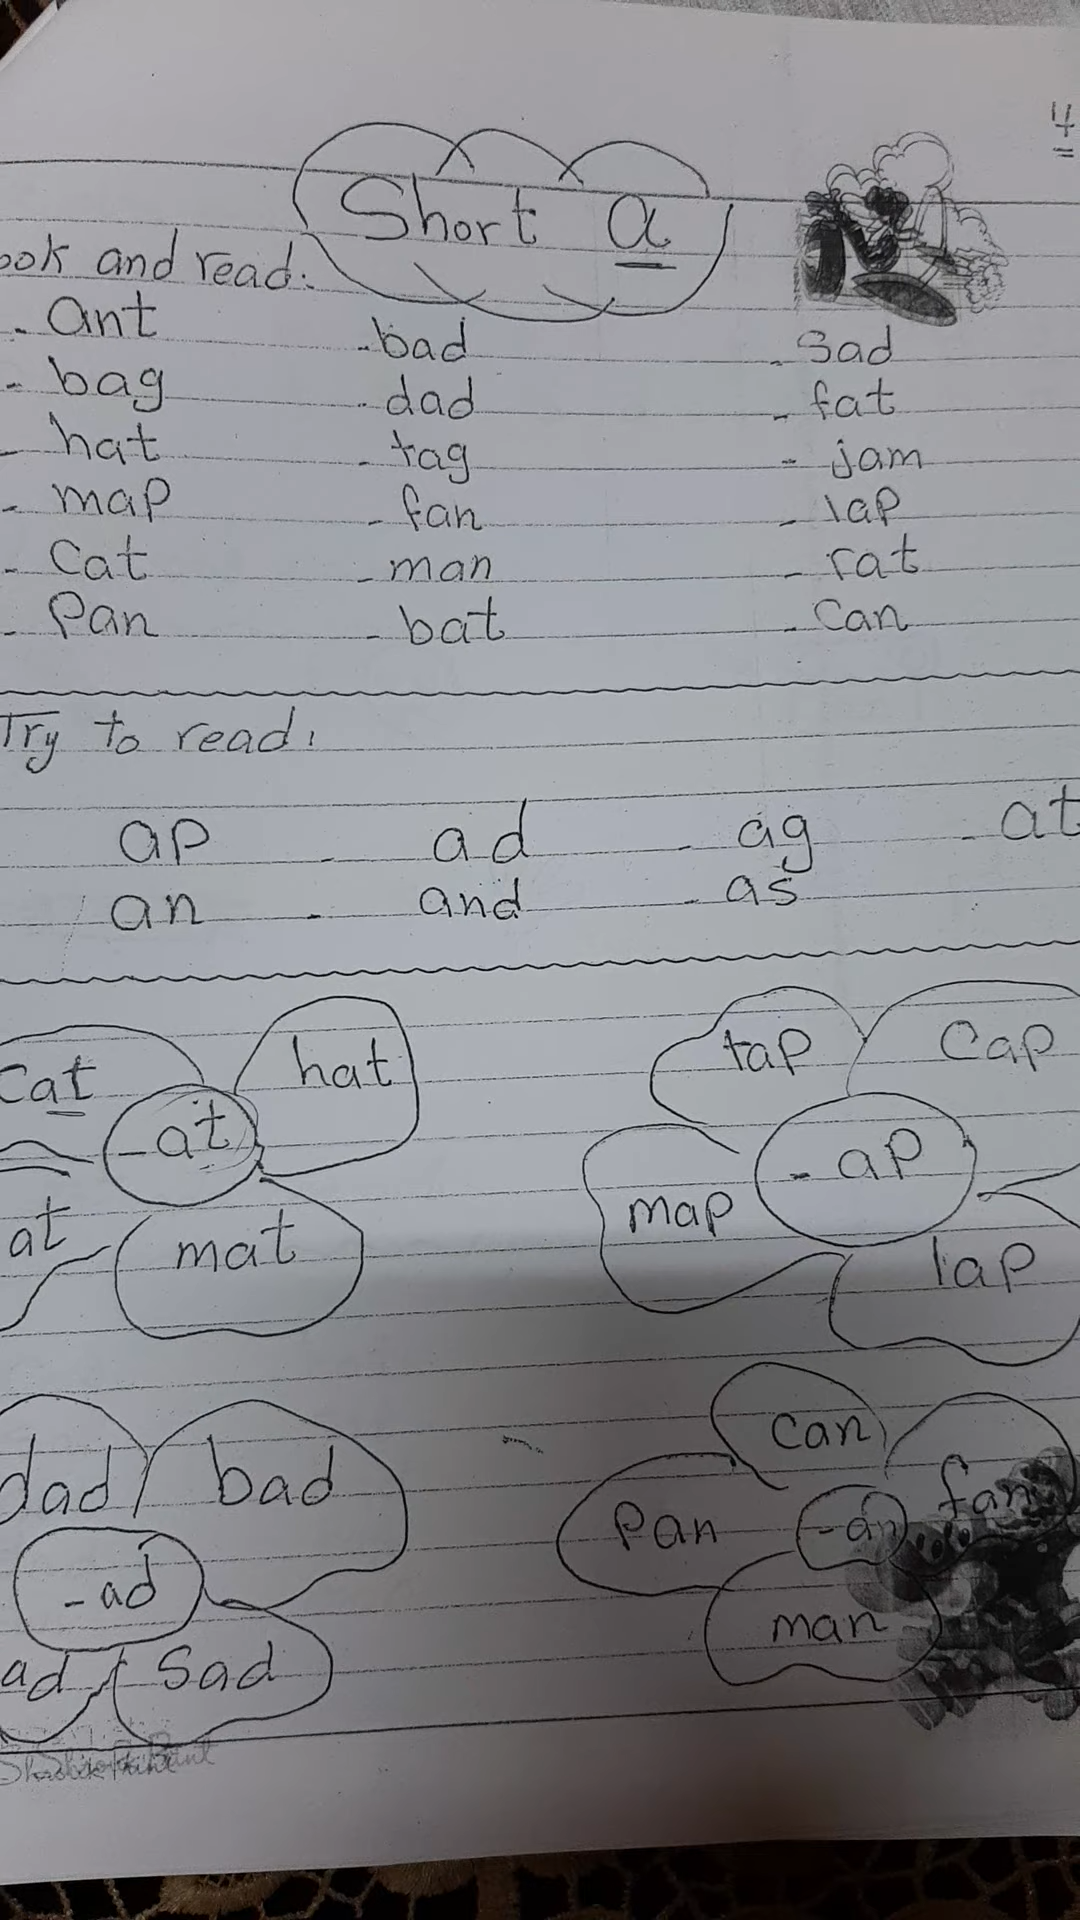 4
Short a
ook and read:
- ant - bad - sad
- bag - dad - fat
- hat - tag - jam
- map - fan - lap
- Cat - man - rat
- Pan - bat - Can
Try to read:
ap - ad - ag - at
an - and - as
Cat hat tap Cap
-at -ap
at mat map lap
dad bad can
Pan -an fan
-ad man
ad Sad